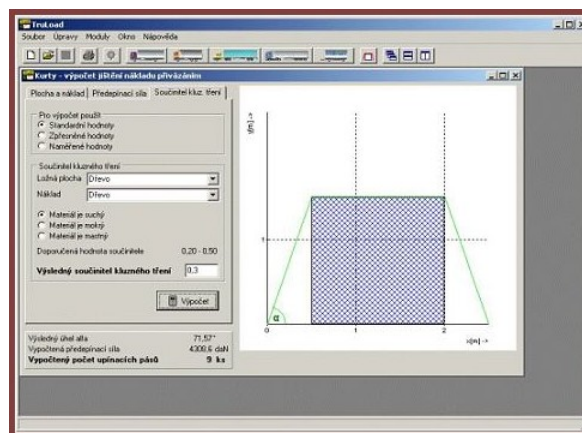 TruLoad
Soubor Úpravy Moduly Okno Nápověda
Kurty - výpočet jištění nákladu přivázáním
Plocha a náklad Předepínací síla Součinitel kluz. tření
Pro výpočet použít
Standardní hodnoty
Zpřesněné hodnoty
Naměřené hodnoty
Součinitel kluzného tření
Ložná plocha Dřevo
Náklad Dřevo
Materiál je suchý
Materiál je mokrý
Materiál je mastný
Doporučená hodnota součinitele 0,20 - 0,50
Výsledný součinitel kluzného tření 0,3
Výpočet
Výsledný úhel alfa 71,57°
Vypočtená předepínací síla 4308,6 daN
Vypočtený počet upínacích pásů 9 ks
y[m] ->
1
α
0 1 2
x[m] ->